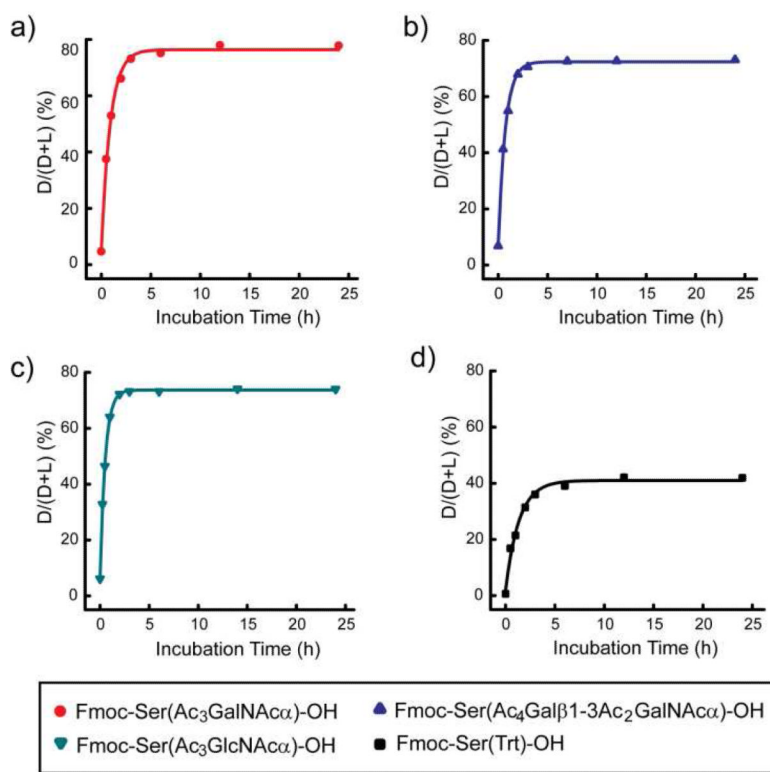 a)
80
60
40
20
0
D/(D+L) (%)
0 5 10 15 20 25
Incubation Time (h)
b)
80
60
40
20
0
D/(D+L) (%)
0 5 10 15 20 25
Incubation Time (h)
c)
80
60
40
20
0
D/(D+L) (%)
0 5 10 15 20 25
Incubation Time (h)
d)
80
60
40
20
0
D/(D+L) (%)
0 5 10 15 20 25
Incubation Time (h)
Fmoc-Ser(Ac₃GalNAcα)-OH
Fmoc-Ser(Ac₄Galβ1-3Ac₂GalNAcα)-OH
Fmoc-Ser(Ac₃GlcNAcα)-OH
Fmoc-Ser(Trt)-OH